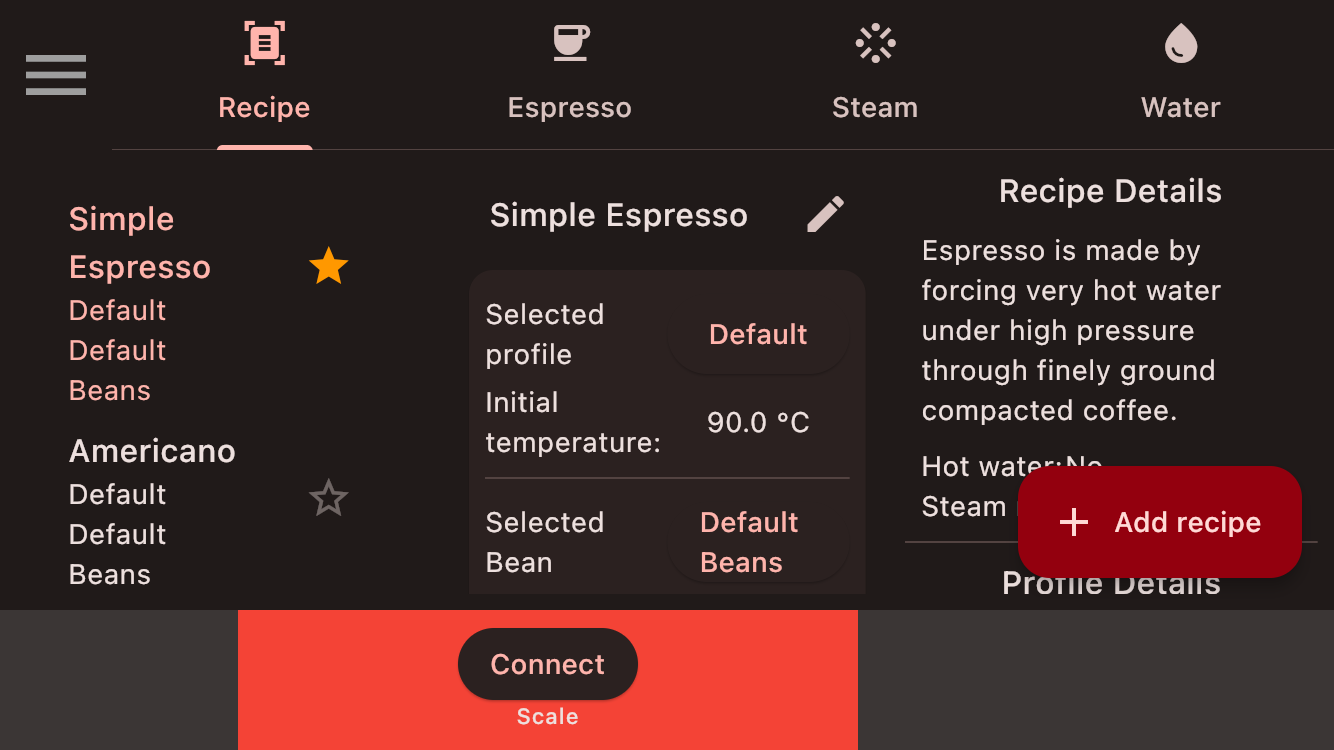 Recipe
Espresso
Steam
Water
Simple
Espresso
Default
Default
Beans
Americano
Default
Default
Beans
Simple Espresso
Selected
profile
Default
Initial
temperature:
90.0 °C
Selected
Bean
Default
Beans
Recipe Details
Espresso is made by
forcing very hot water
under high pressure
through finely ground
compacted coffee.
Hot water: No
Steam
Add recipe
Profile Details
Connect
Scale